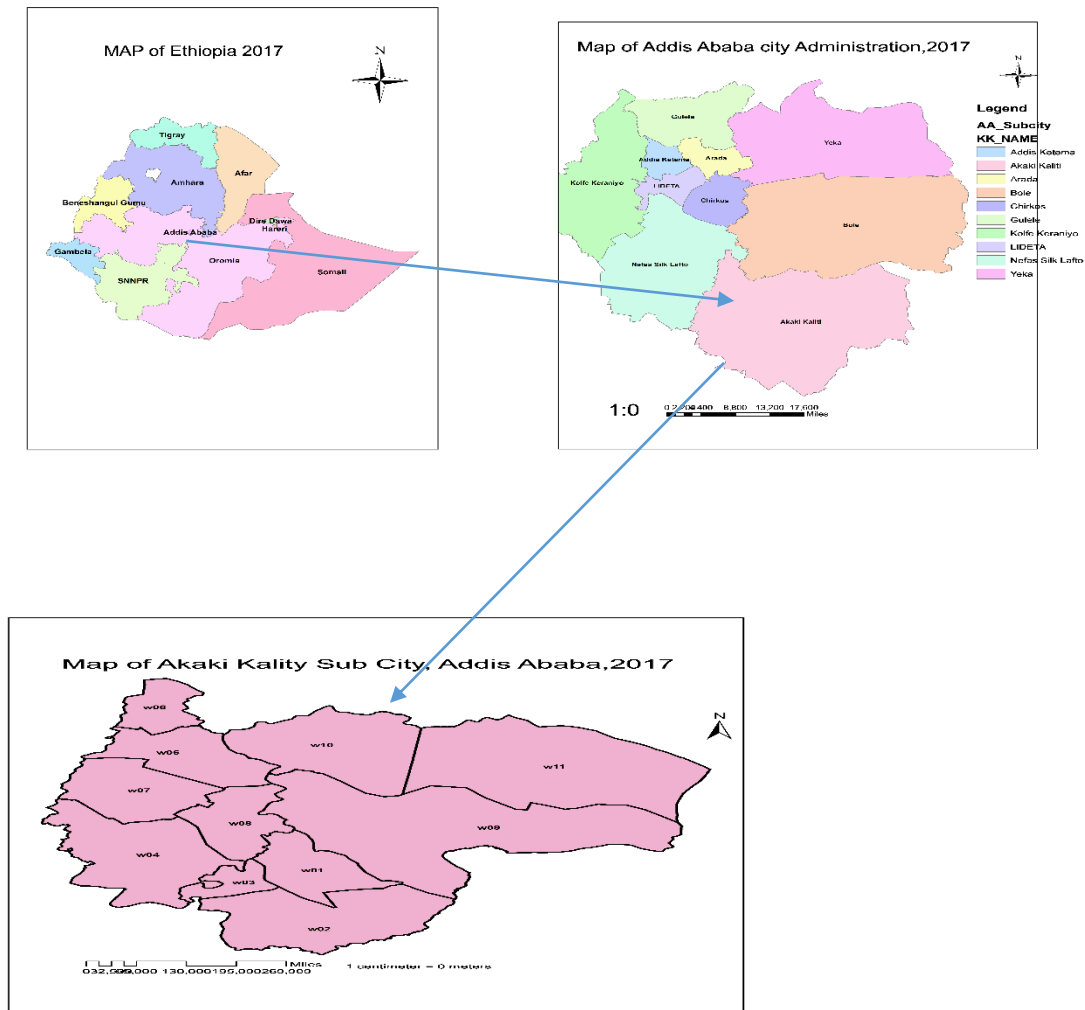 MAP of Ethiopia 2017
N
Tigray
Afar
Amhara
Beneshangul Gumu
Dire Dawa
Hareri
Addis Ababa
Gambela
Oromia
Somali
SNNPR
Map of Addis Ababa city Administration,2017
N
Legend
AA_Subcity
KK_NAME
Addis Ketema
Akaki Kaliti
Arada
Bole
Chirkos
Gulele
Kolfe Keraniyo
LIDETA
Nefas Silk Lafto
Yeka
Gulele
Yeka
Addis Ketema
Arada
Kolfe Keraniyo
LIDETA
Chirkos
Bole
Nefas Silk Lafto
Akaki Kaliti
1:0
8,800 13,200 17,600
Miles
Map of Akaki Kality Sub City, Addis Ababa,2017
N
w10
w11
w07
w09
w04
w01
w03
w02
Miles
130,000 195,000 260,000
1 centimeter = 0 meters